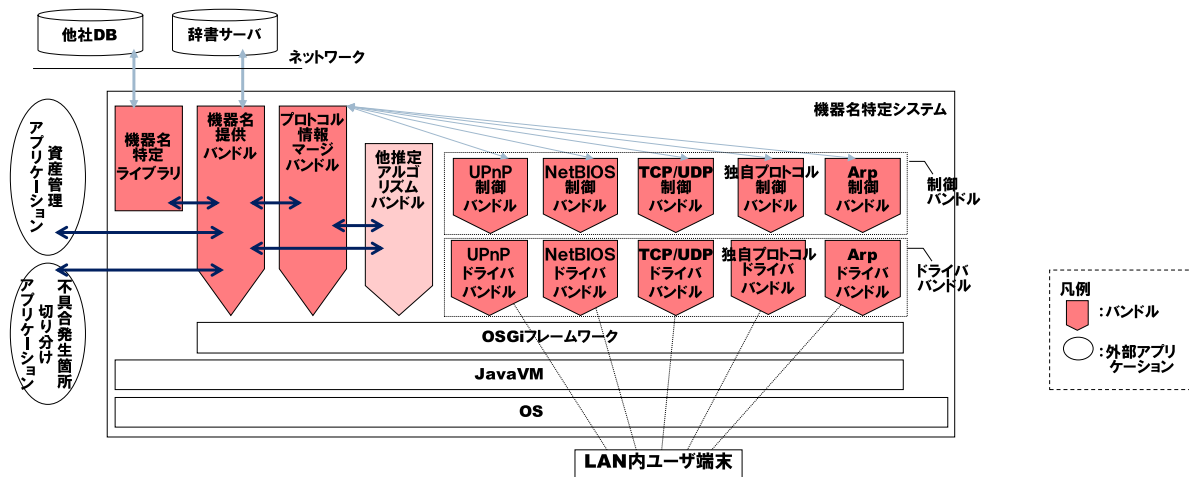 他社DB
辞書サーバ
ネットワーク
機器名特定システム
資産管理
アプリケーション
不具合発生箇所
切り分け
アプリケーション
機器名
特定
ライブラリ
機器名
提供
バンドル
プロトコル
情報
マージ
バンドル
他推定
アルゴ
リズム
バンドル
UPnP
制御
バンドル
NetBIOS
制御
バンドル
TCP/UDP
制御
バンドル
独自プロトコル
制御
バンドル
Arp
制御
バンドル
制御
バンドル
UPnP
ドライバ
バンドル
NetBIOS
ドライバ
バンドル
TCP/UDP
ドライバ
バンドル
独自プロトコル
ドライバ
バンドル
Arp
ドライバ
バンドル
ドライバ
バンドル
OSGiフレームワーク
JavaVM
OS
LAN内ユーザ端末
凡例
:バンドル
:外部アプリ
ケーション